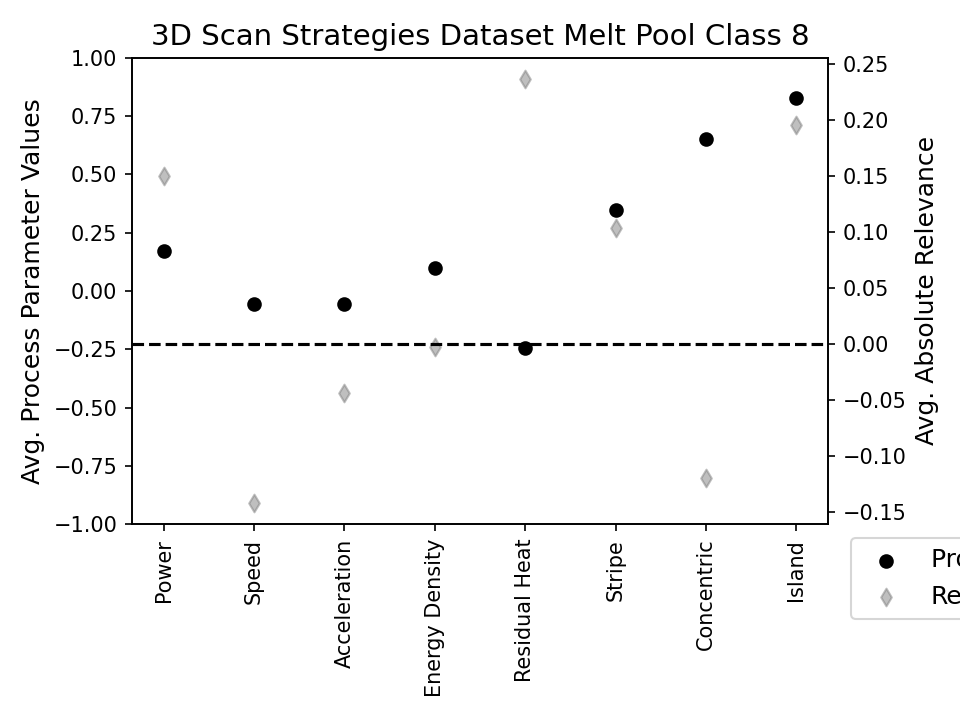 3D Scan Strategies Dataset Melt Pool Class 8
Avg. Process Parameter Values
1.00
0.75
0.50
0.25
0.00
−0.25
−0.50
−0.75
−1.00
0.25
0.20
0.15
0.10
0.05
0.00
−0.05
−0.10
−0.15
Avg. Absolute Relevance
Power
Speed
Acceleration
Energy Density
Residual Heat
Stripe
Concentric
Island